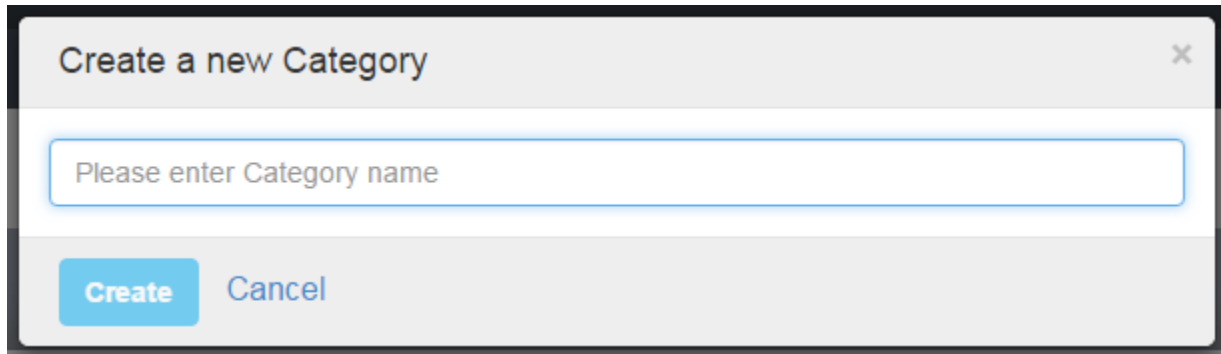 Create a new Category ×
Please enter Category name
Create Cancel